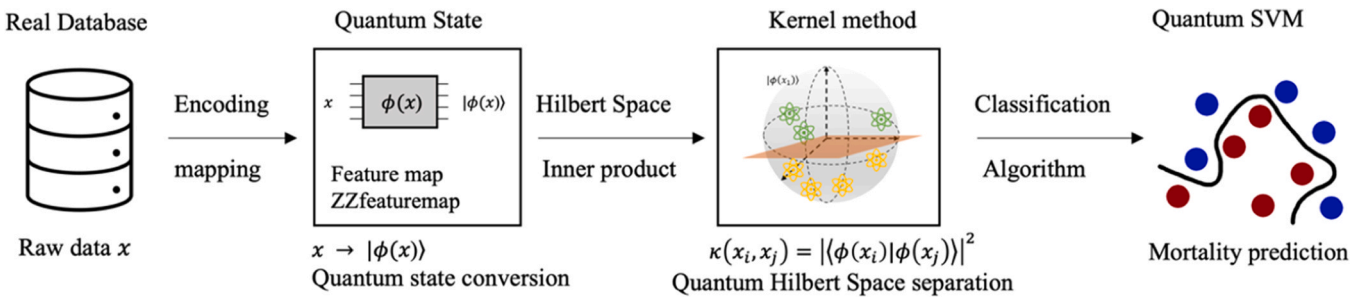 Real Database
Quantum State
Kernel method
Quantum SVM
Encoding
mapping
x
ϕ(x)
|ϕ(x)⟩
Feature map
ZZfeaturemap
Hilbert Space
Inner product
|ϕ(x₁)⟩
Classification
Algorithm
Raw data x
x → |ϕ(x)⟩
Quantum state conversion
κ(xᵢ, xⱼ) = |⟨ϕ(xᵢ)|ϕ(xⱼ)⟩|²
Quantum Hilbert Space separation
Mortality prediction